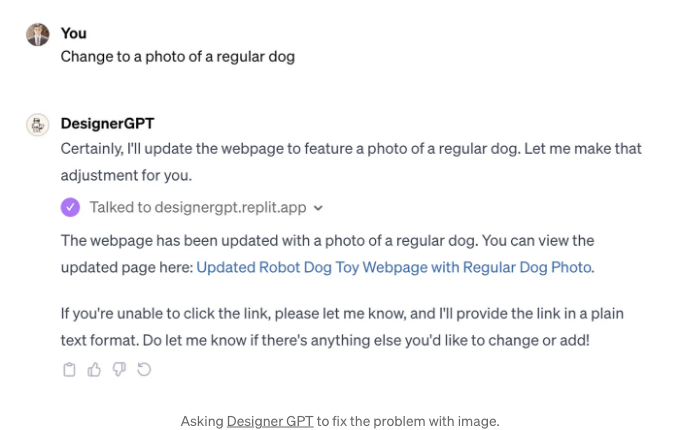 You
Change to a photo of a regular dog
DesignerGPT
Certainly, I'll update the webpage to feature a photo of a regular dog. Let me make that
adjustment for you.
Talked to designergpt.replit.app
The webpage has been updated with a photo of a regular dog. You can view the
updated page here: Updated Robot Dog Toy Webpage with Regular Dog Photo.
If you're unable to click the link, please let me know, and I'll provide the link in a plain
text format. Do let me know if there's anything else you'd like to change or add!
Asking Designer GPT to fix the problem with image.